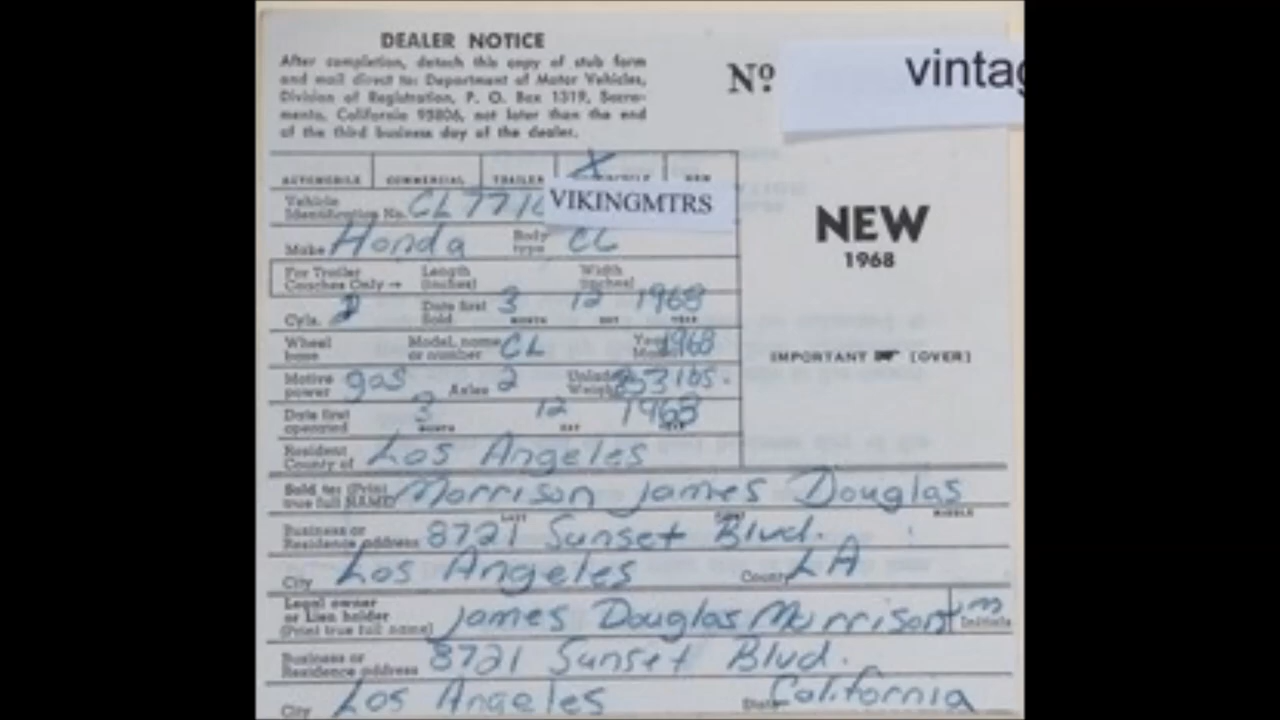 DEALER NOTICE
After completion, detach this copy of stub form
and mail direct to: Department of Motor Vehicles,
Division of Registration, P. O. Box 1319, Sacra-
mento, California 95806, not later than the end
of the third business day of the dealer.
Nº
vintag
X
AUTOMOBILE COMMERCIAL TRAILER
Vehicle
Identification No. CL77
VIKINGMTRS
Make Honda Body type CL
NEW
1968
For Trailer Coaches Only → Length (inches) Width (inches)
Cyls. 2 Date first Sold 3 12 1968
MONTH DAY YEAR
Wheel base Model, name or number CL Year Model 1968
IMPORTANT ☛ [OVER]
Motive power gas Axles 2 Unladen Weight 353 lbs.
Date first operated 3 12 1968
MONTH DAY YEAR
Resident County of Los Angeles
Sold to: (Print true full NAME) Morrison James Douglas
LAST FIRST MIDDLE
Business or Residence address 8721 Sunset Blvd.
City Los Angeles County LA
Legal owner or Lien holder (Print true full name) James Douglas Morrison
Initials
Business or Residence address 8721 Sunset Blvd.
City Los Angeles State California